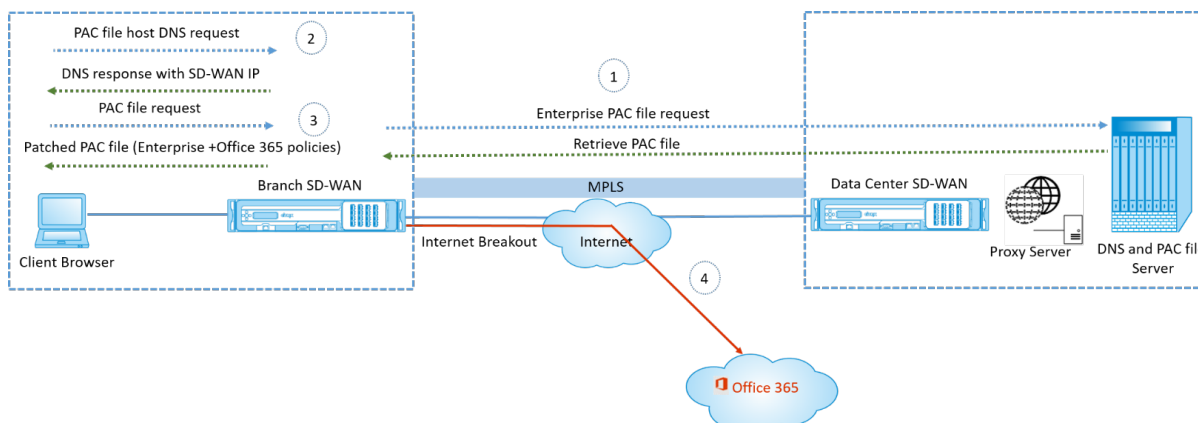 PAC file host DNS request
2
DNS response with SD-WAN IP
1
PAC file request
3
Enterprise PAC file request
Patched PAC file (Enterprise +Office 365 policies)
Retrieve PAC file
Branch SD-WAN
MPLS
Data Center SD-WAN
Internet Breakout
Internet
Client Browser
Proxy Server
DNS and PAC fil
Server
4
Office 365